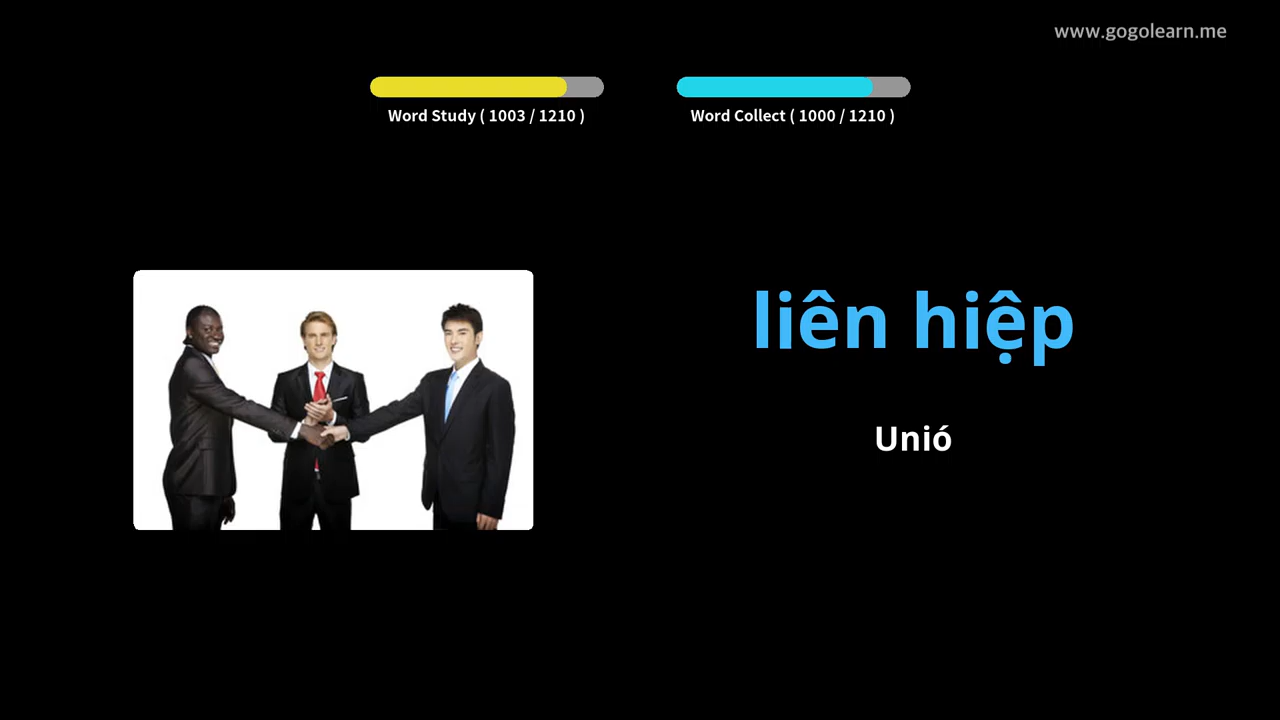 www.gogolearn.me
Word Study ( 1003 / 1210 )
Word Collect ( 1000 / 1210 )
liên hiệp
Unió